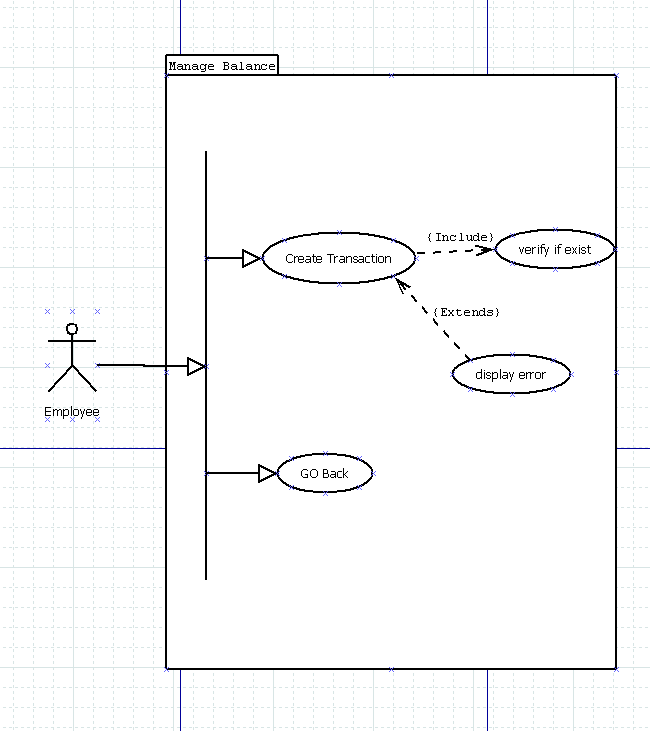 Manage Balance
{Include}
Create Transaction
verify if exist
{Extends}
display error
Employee
GO Back